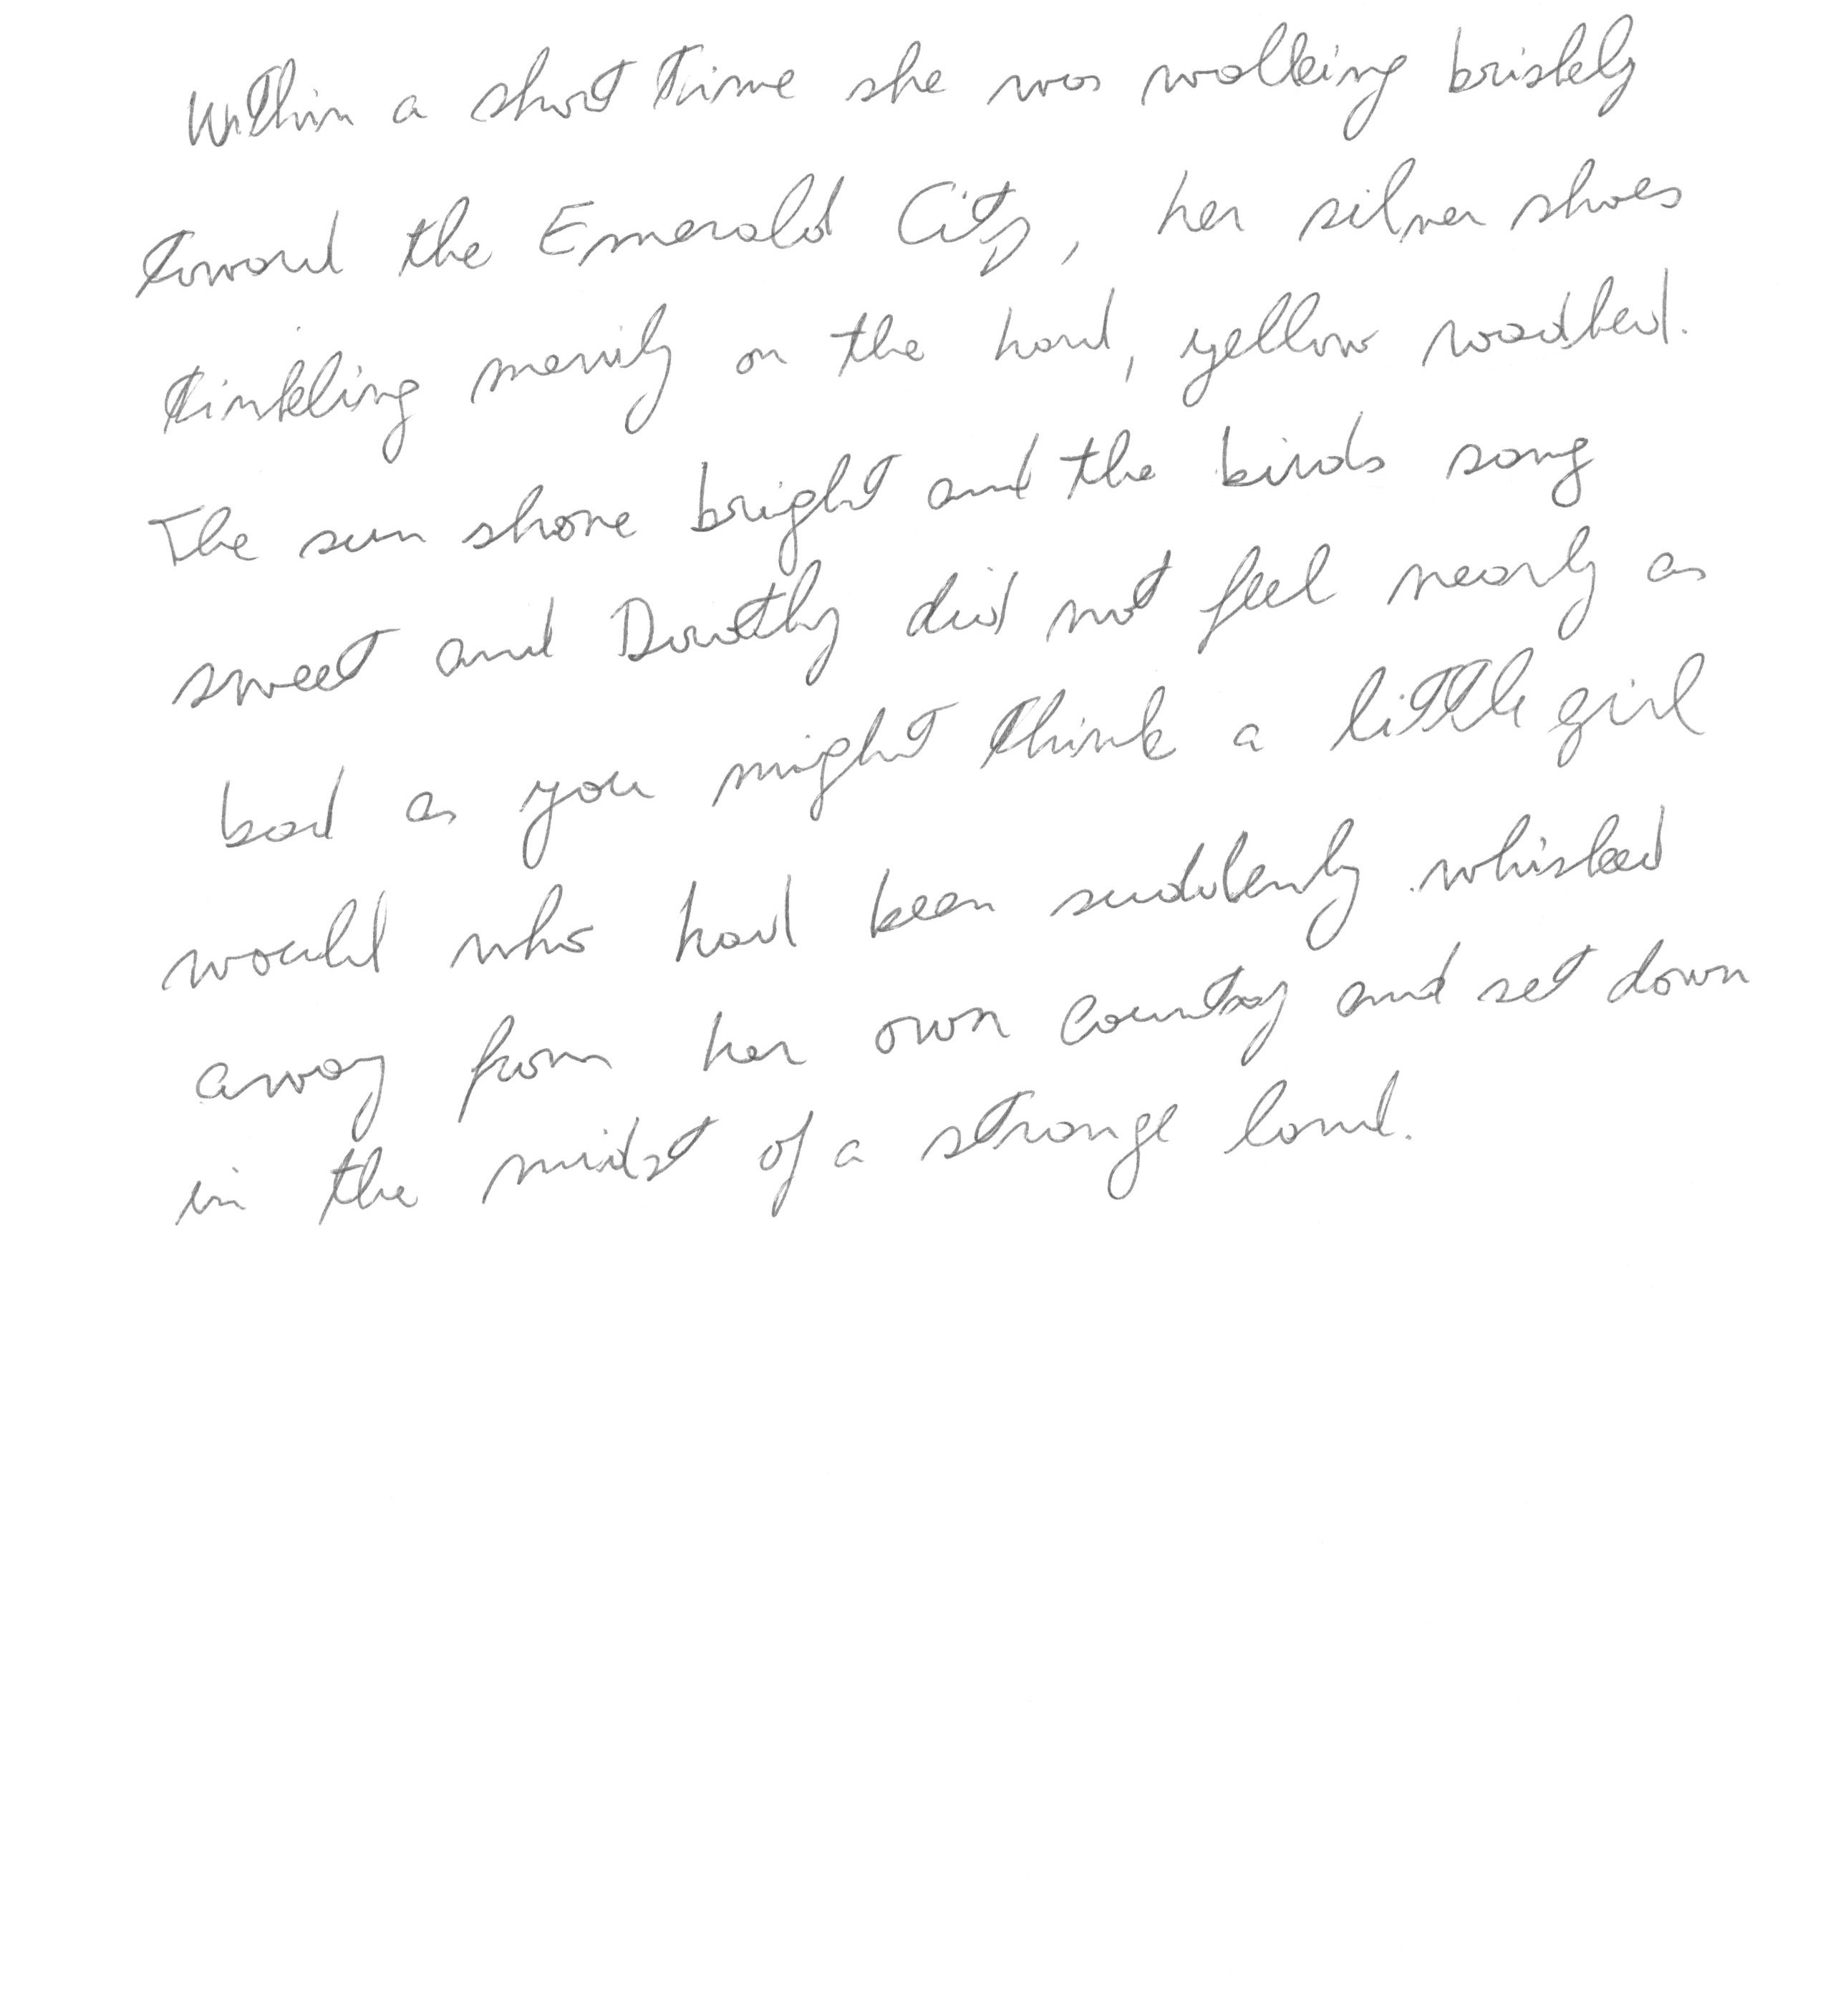 Within a short time she was walking briskly
toward the Emerald City, her silver shoes
tinkling merrily on the hard, yellow roadbed.
The sun shone bright and the birds sang
sweet and Dorothy did not feel nearly as
bad as you might think a little girl
would who had been suddenly whisked
away from her own country and set down
in the midst of a strange land.